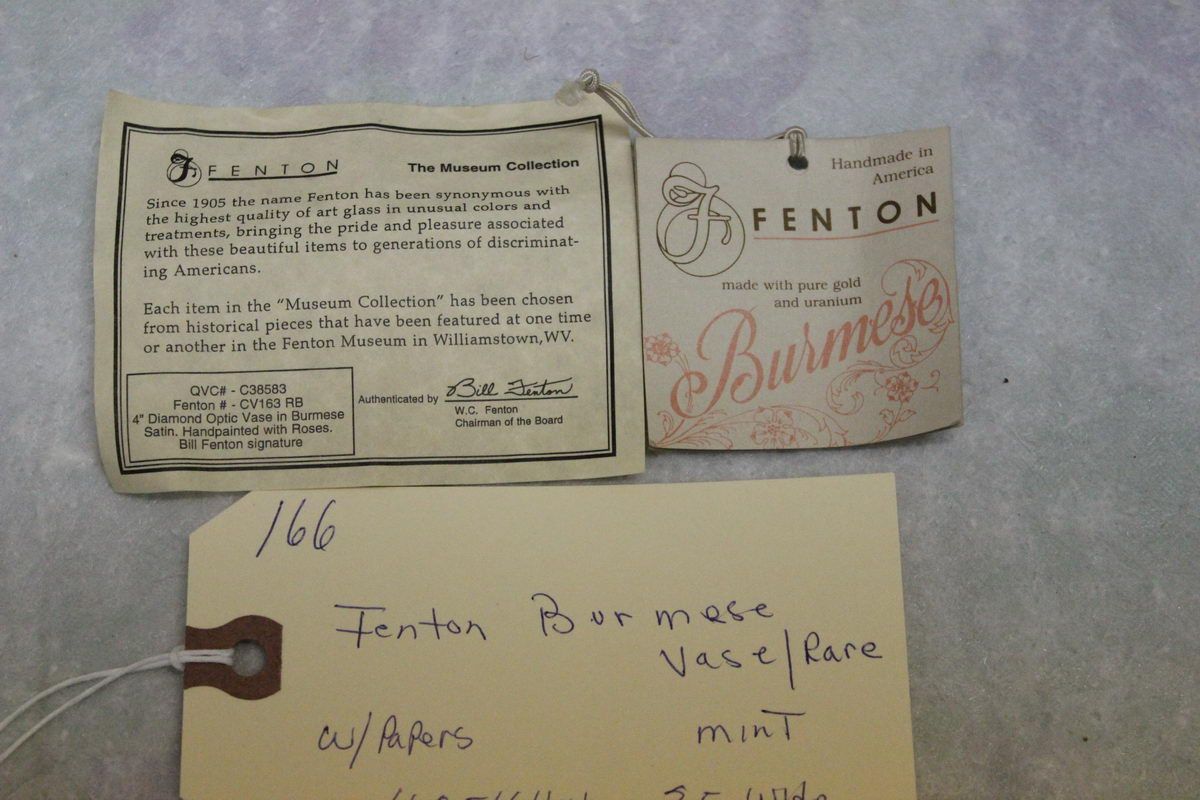 FENTON
The Museum Collection
Since 1905 the name Fenton has been synonymous with
the highest quality of art glass in unusual colors and
treatments, bringing the pride and pleasure associated
with these beautiful items to generations of discriminat-
ing Americans.
Each item in the "Museum Collection" has been chosen
from historical pieces that have been featured at one time
or another in the Fenton Museum in Williamstown,WV.
QVC# - C38583
Fenton # - CV163 RB
4" Diamond Optic Vase in Burmese
Satin. Handpainted with Roses.
Bill Fenton signature
Authenticated by Bill Fenton
W.C. Fenton
Chairman of the Board
Handmade in
America
F FENTON
made with pure gold
and uranium
Burmese
166
Fenton Burmese
Vase/Rare
w/PaPers mint